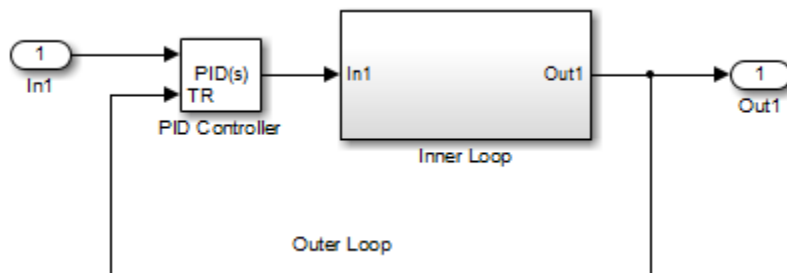 1
In1
PID(s)
TR
PID Controller
In1
Out1
Inner Loop
1
Out1
Outer Loop